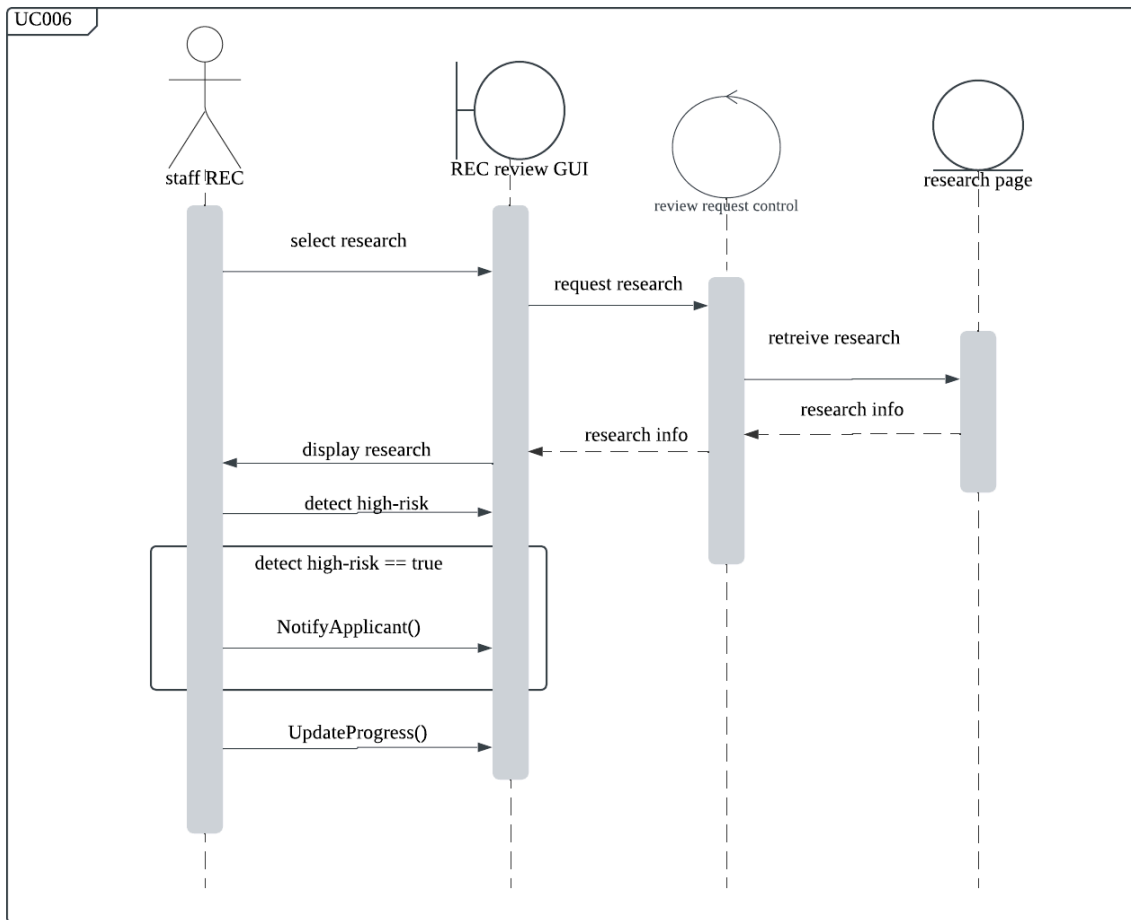 UC006
staff REC
REC review GUI
review request control
research page
select research
request research
retreive research
research info
research info
display research
detect high-risk
detect high-risk == true
NotifyApplicant()
UpdateProgress()